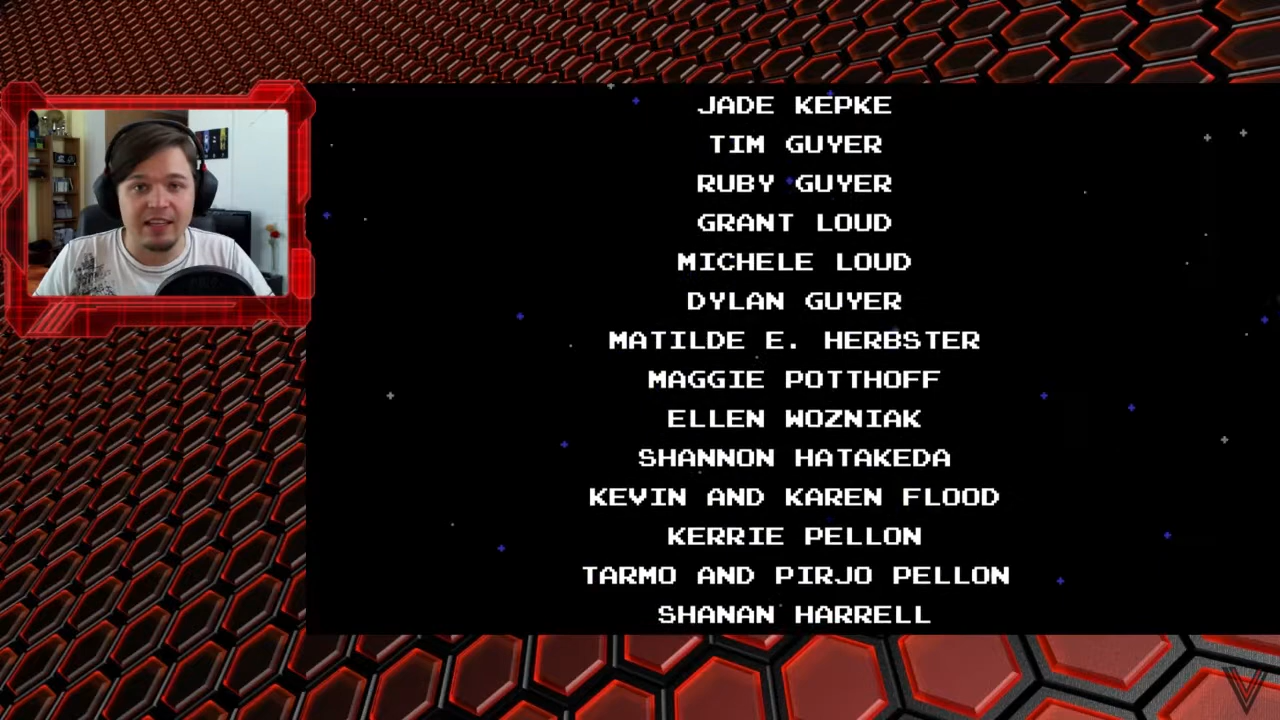 JADE KEPKE
TIM GUYER
RUBY GUYER
GRANT LOUD
MICHELE LOUD
DYLAN GUYER
MATILDE E. HERBSTER
MAGGIE POTTHOFF
ELLEN WOZNIAK
SHANNON HATAKEDA
KEVIN AND KAREN FLOOD
KERRIE PELLON
TARMO AND PIRJO PELLON
SHANAN HARRELL